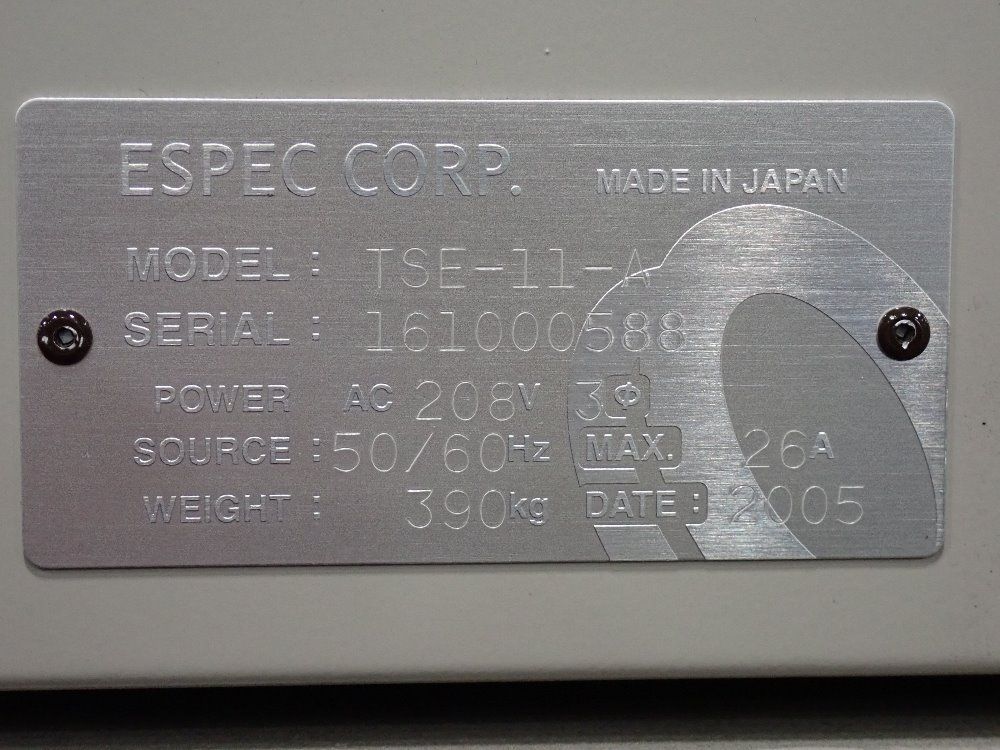 ESPEC CORP. MADE IN JAPAN
MODEL : TSE-11-A
SERIAL : 161000588
POWER AC 208V 3Φ
SOURCE : 50/60Hz MAX. 26A
WEIGHT : 390kg DATE : 2005